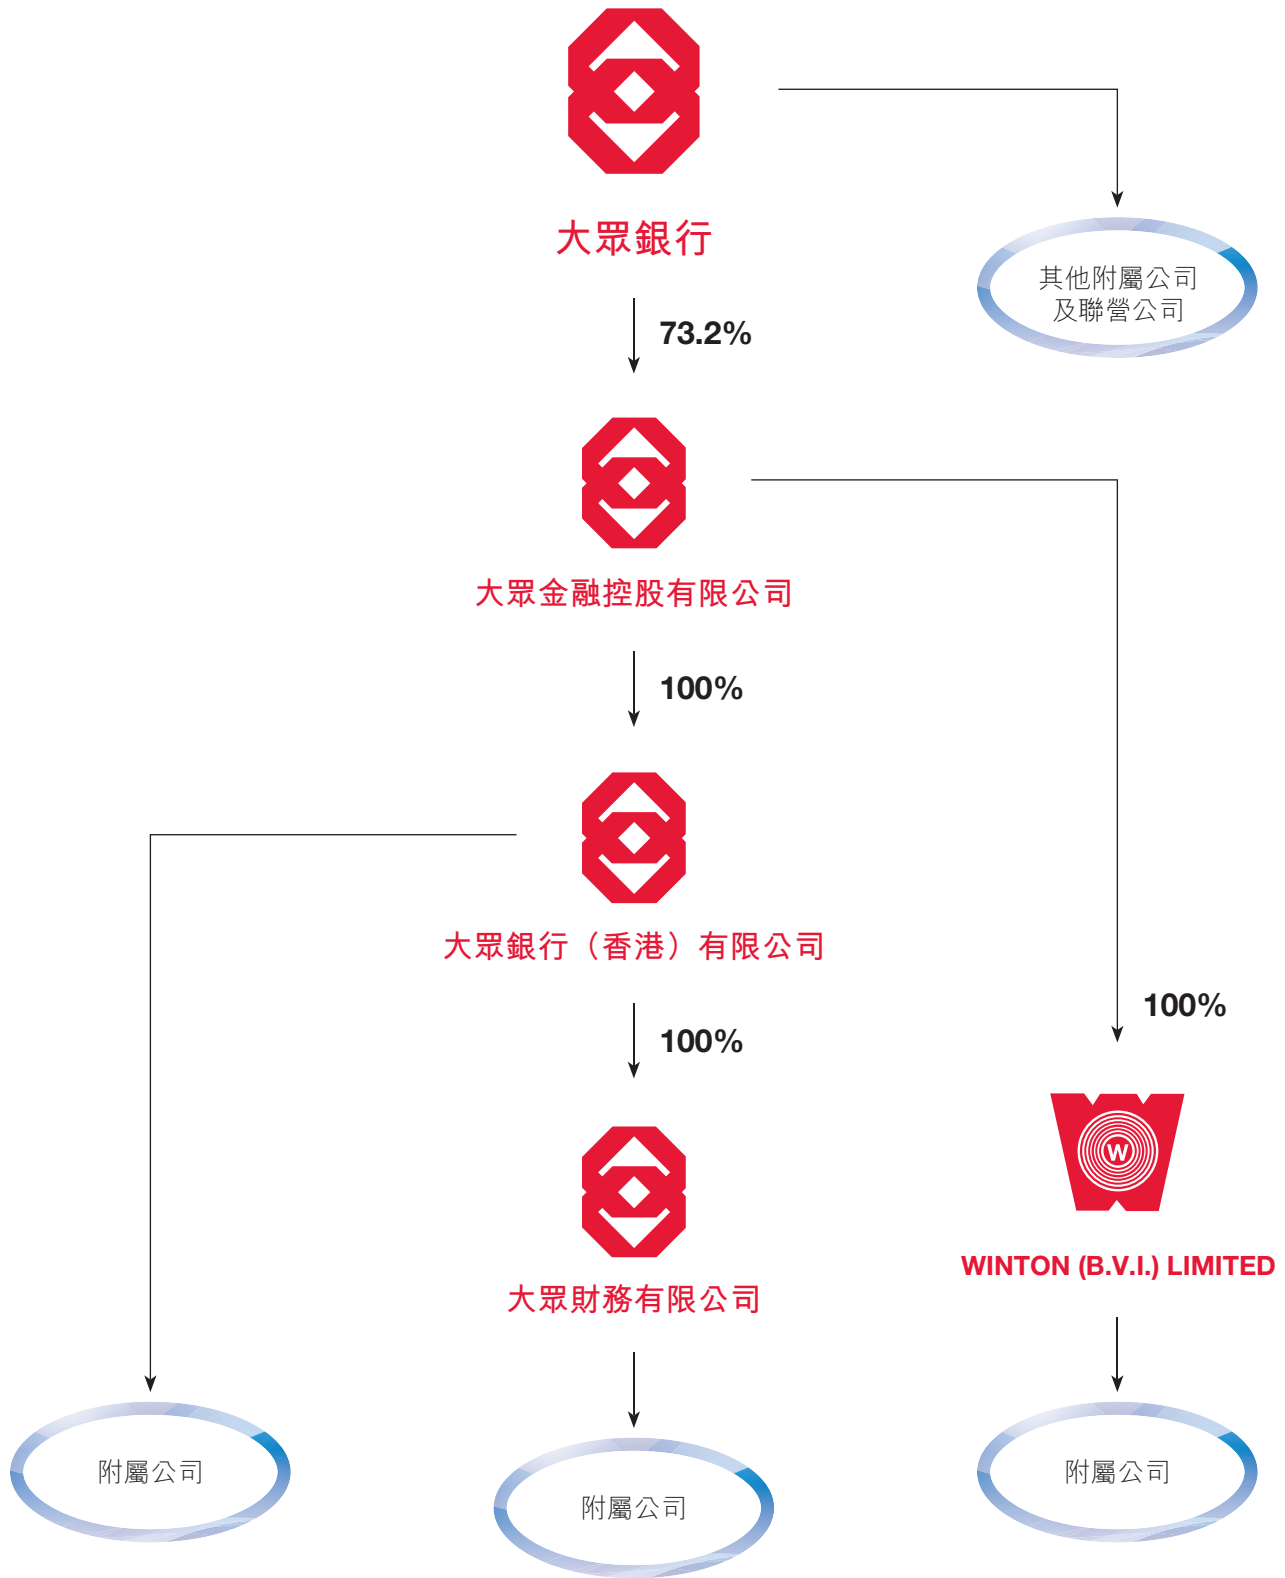 大眾銀行
其他附屬公司
及聯營公司
73.2%
大眾金融控股有限公司
100%
大眾銀行（香港）有限公司
100%
100%
W
WINTON (B.V.I.) LIMITED
大眾財務有限公司
附屬公司
附屬公司
附屬公司